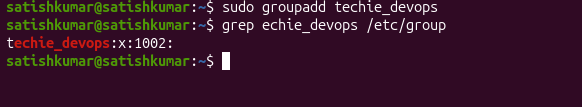 satishkumar@satishkumar:~$ sudo groupadd techie_devops
satishkumar@satishkumar:~$ grep echie_devops /etc/group
techie_devops:x:1002:
satishkumar@satishkumar:~$